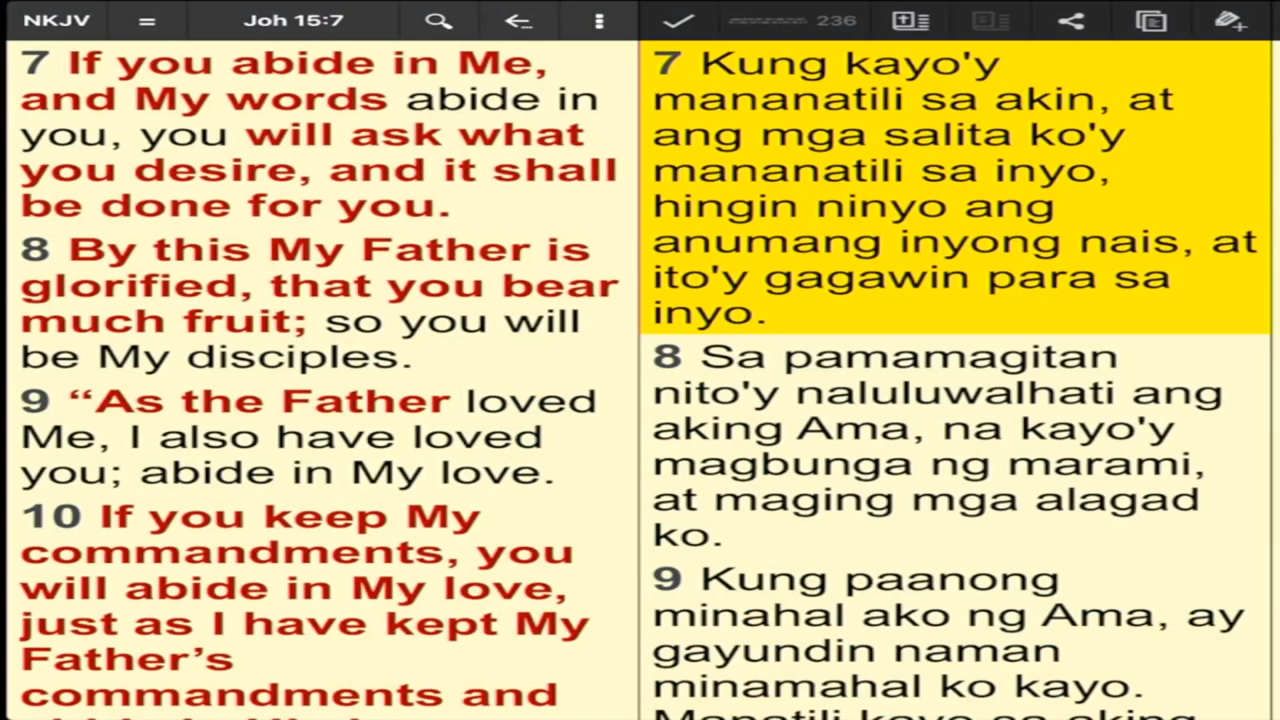 NKJV = Joh 15:7
7 If you abide in Me,
and My words abide in
you, you will ask what
you desire, and it shall
be done for you.
8 By this My Father is
glorified, that you bear
much fruit; so you will
be My disciples.
9 “As the Father loved
Me, I also have loved
you; abide in My love.
10 If you keep My
commandments, you
will abide in My love,
just as I have kept My
Father’s
commandments and
236
7 Kung kayo'y
mananatili sa akin, at
ang mga salita ko'y
mananatili sa inyo,
hingin ninyo ang
anumang inyong nais, at
ito'y gagawin para sa
inyo.
8 Sa pamamagitan
nito'y naluluwalhati ang
aking Ama, na kayo'y
magbunga ng marami,
at maging mga alagad
ko.
9 Kung paanong
minahal ako ng Ama, ay
gayundin naman
minamahal ko kayo.
Manatili kayo sa aking